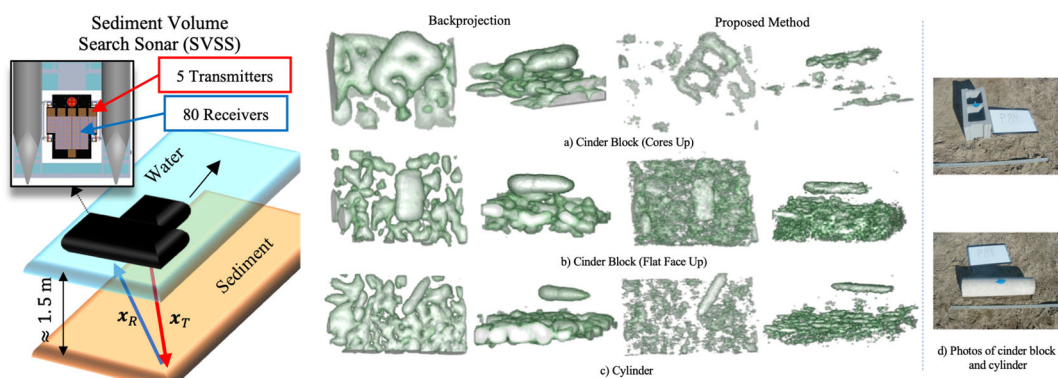 Sediment Volume
Search Sonar (SVSS)
5 Transmitters
80 Receivers
Water
Sediment
≈ 1.5 m
x_R
x_T
Backprojection
Proposed Method
a) Cinder Block (Cores Up)
b) Cinder Block (Flat Face Up)
c) Cylinder
d) Photos of cinder block
and cylinder